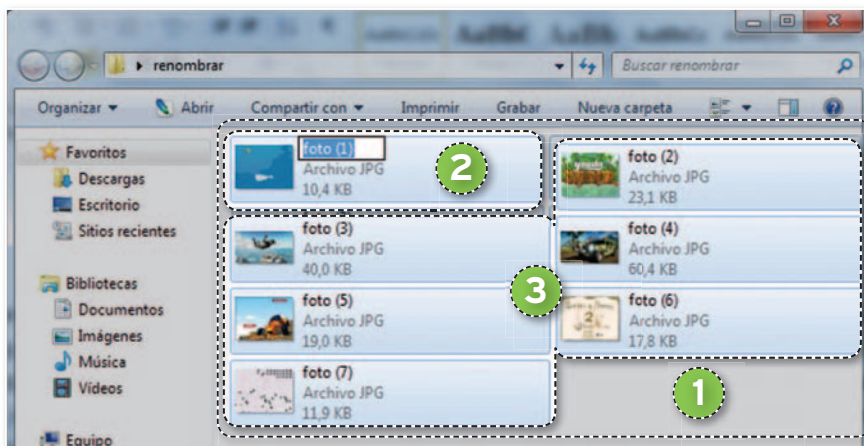 renombrar
Buscar renombrar
Organizar
Abrir
Compartir con
Imprimir
Grabar
Nueva carpeta
Favoritos
Descargas
Escritorio
Sitios recientes
Bibliotecas
Documentos
Imágenes
Música
Vídeos
Equipo
foto (1)
Archivo JPG
10,4 KB
2
foto (2)
Archivo JPG
23,1 KB
foto (3)
Archivo JPG
40,0 KB
foto (4)
Archivo JPG
60,4 KB
3
foto (5)
Archivo JPG
19,0 KB
foto (6)
Archivo JPG
17,8 KB
foto (7)
Archivo JPG
11,9 KB
1